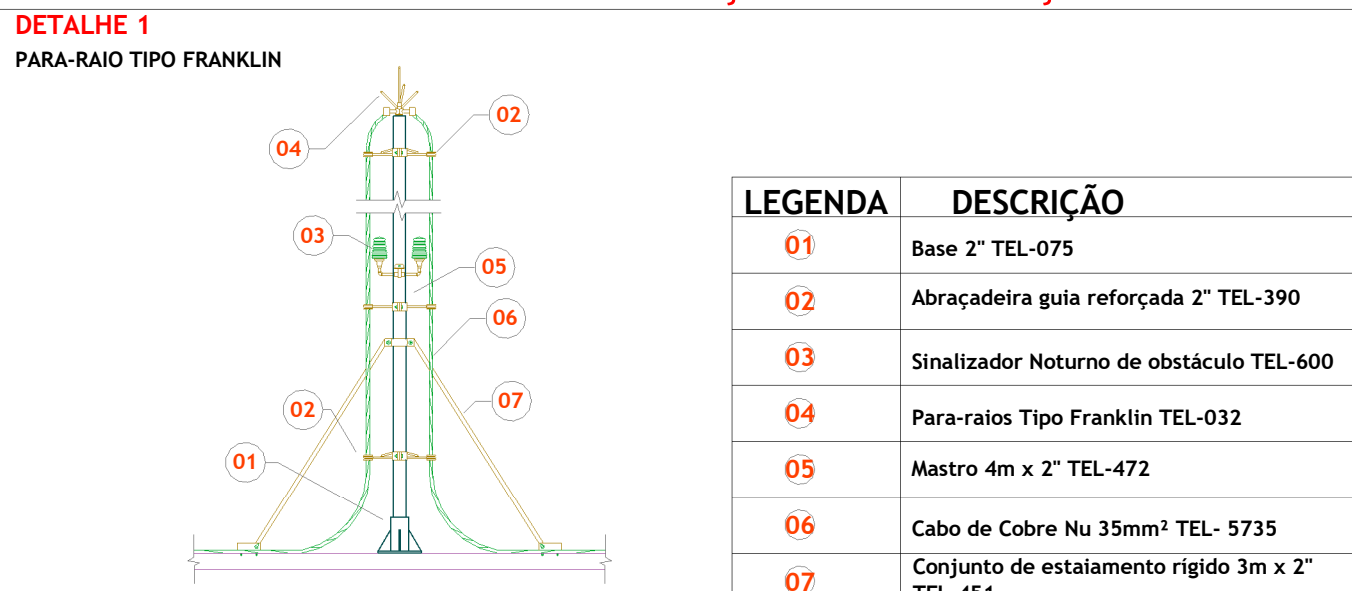 DETALHE 1
PARA-RAIO TIPO FRANKLIN
02
04
03
05
06
07
02
01
LEGENDA DESCRIÇÃO
01 Base 2" TEL-075
02 Abraçadeira guia reforçada 2" TEL-390
03 Sinalizador Noturno de obstáculo TEL-600
04 Para-raios Tipo Franklin TEL-032
05 Mastro 4m x 2" TEL-472
06 Cabo de Cobre Nu 35mm² TEL- 5735
07 Conjunto de estaiamento rígido 3m x 2"
TEL-451